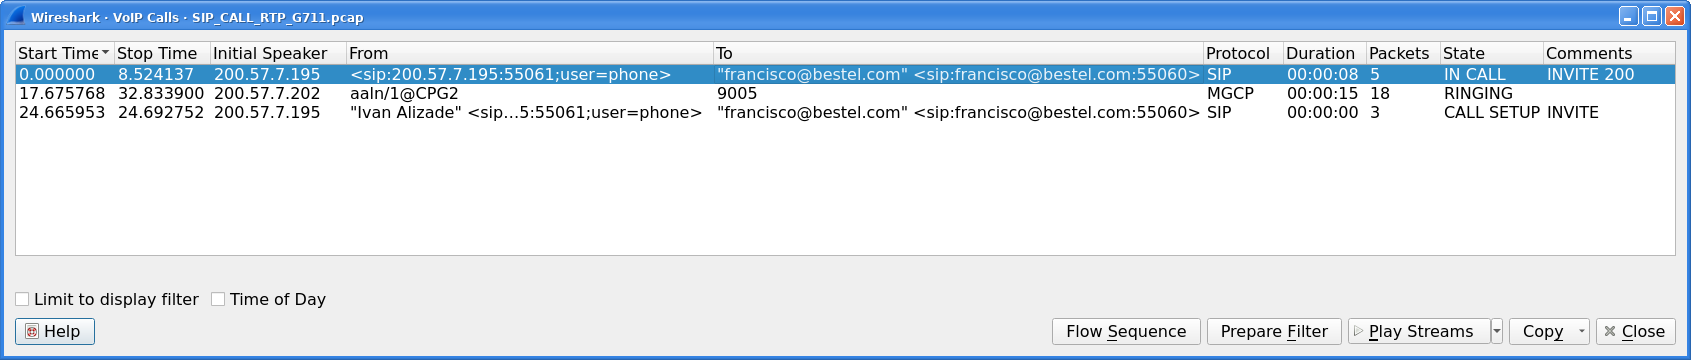 Wireshark · VoIP Calls · SIP_CALL_RTP_G711.pcap
Start Time Stop Time Initial Speaker From To Protocol Duration Packets State Comments
0.000000 8.524137 200.57.7.195 <sip:200.57.7.195:55061;user=phone> "francisco@bestel.com" <sip:francisco@bestel.com:55060> SIP 00:00:08 5 IN CALL INVITE 200
17.675768 32.833900 200.57.7.202 aaln/1@CPG2 9005 MGCP 00:00:15 18 RINGING
24.665953 24.692752 200.57.7.195 "Ivan Alizade" <sip…5:55061;user=phone> "francisco@bestel.com" <sip:francisco@bestel.com:55060> SIP 00:00:00 3 CALL SETUP INVITE
Limit to display filter Time of Day
Help Flow Sequence Prepare Filter Play Streams Copy Close